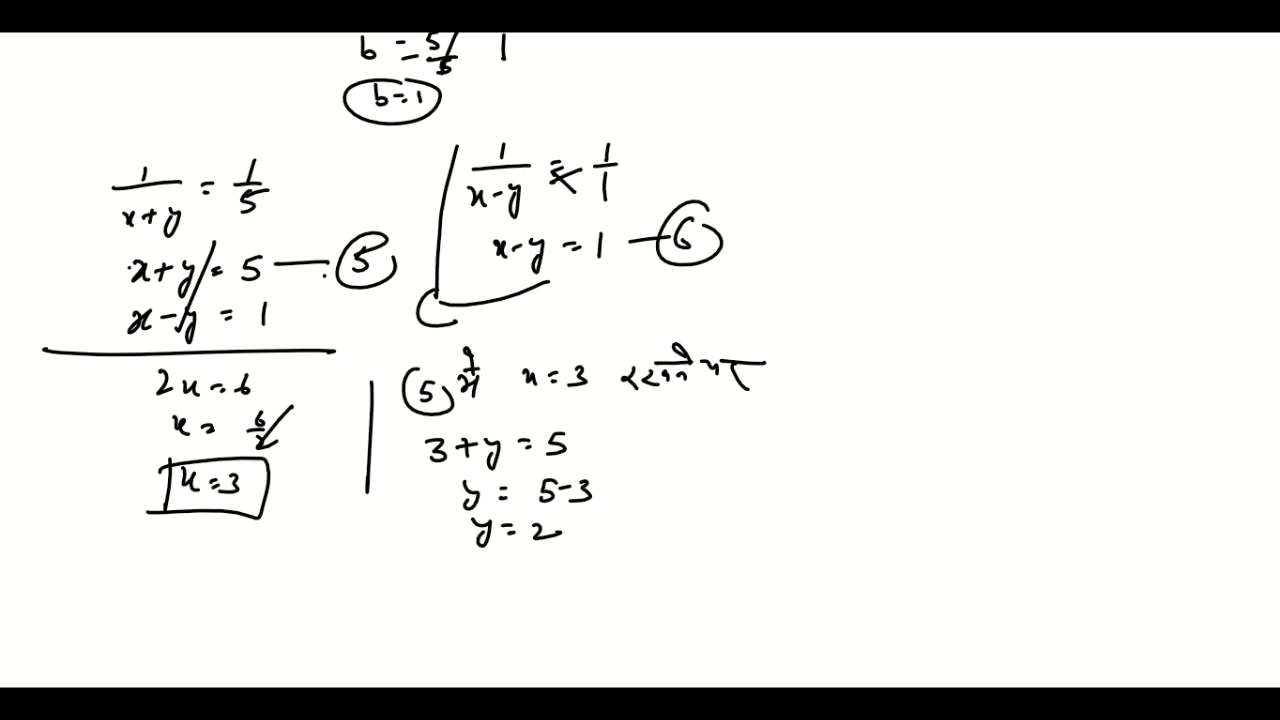 b = 5/5 1
b = 1
1/(x+y) = 1/5
x+y = 5 — 5
x-y = 1
2x = 6
x = 6/2
x = 3
1/(x-y) = 1/1
x-y = 1 — 6
5 x = 3
3+y = 5
y = 5-3
y = 2